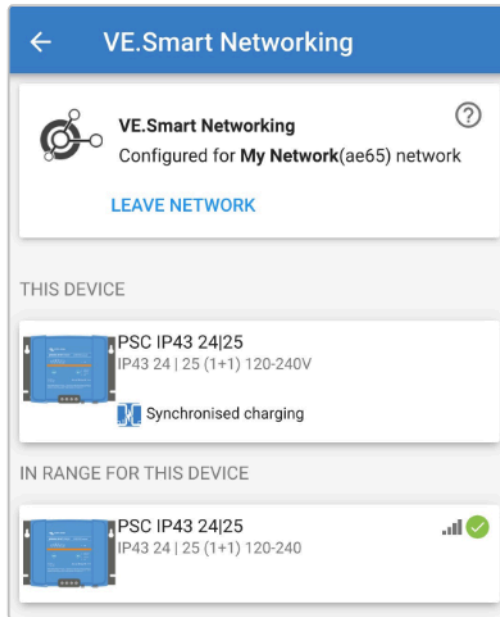 VE.Smart Networking
VE.Smart Networking
Configured for My Network(ae65) network
LEAVE NETWORK
THIS DEVICE
PSC IP43 24|25
IP43 24 | 25 (1+1) 120-240V
Synchronised charging
IN RANGE FOR THIS DEVICE
PSC IP43 24|25
IP43 24 | 25 (1+1) 120-240